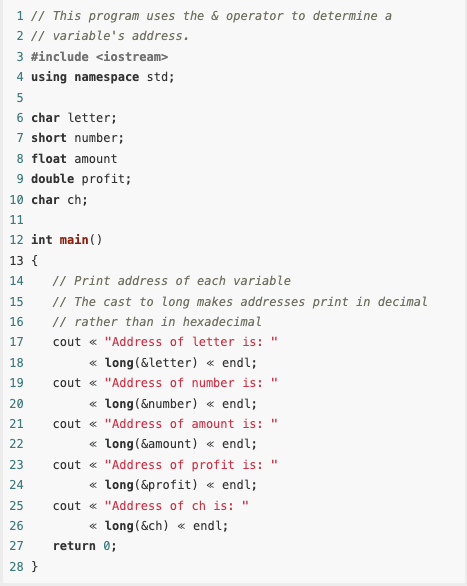 1 // This program uses the & operator to determine a
2 // variable's address.
3 #include <iostream>
4 using namespace std;
5
6 char letter;
7 short number;
8 float amount
9 double profit;
10 char ch;
11
12 int main()
13 {
14    // Print address of each variable
15    // The cast to long makes addresses print in decimal
16    // rather than in hexadecimal
17    cout « "Address of letter is: "
18         « long(&letter) « endl;
19    cout « "Address of number is: "
20         « long(&number) « endl;
21    cout « "Address of amount is: "
22         « long(&amount) « endl;
23    cout « "Address of profit is: "
24         « long(&profit) « endl;
25    cout « "Address of ch is: "
26         « long(&ch) « endl;
27    return 0;
28 }